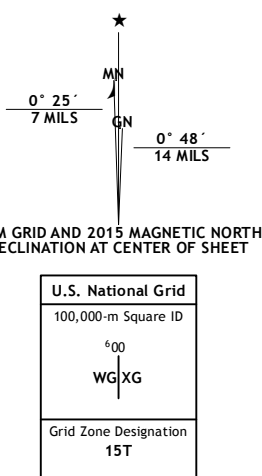 ★
MN
0° 25´
7 MILS
GN
0° 48´
14 MILS
M GRID AND 2015 MAGNETIC NORTH
ECLINATION AT CENTER OF SHEET
U.S. National Grid
100,000-m Square ID
⁶00
WG XG
Grid Zone Designation
15T